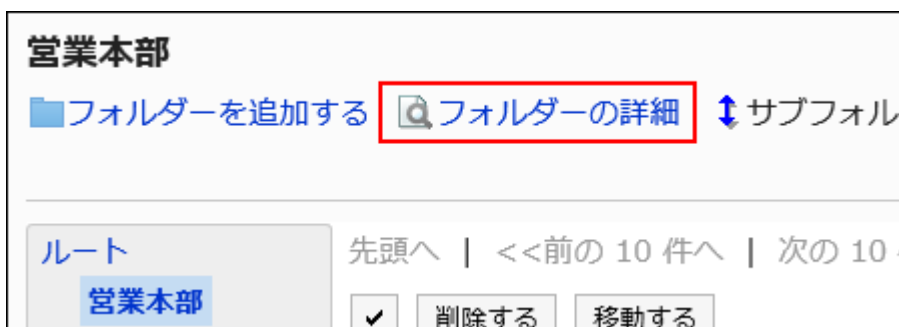 営業本部
フォルダーを追加する フォルダーの詳細 サブフォル
ルート
営業本部
先頭へ | <<前の 10 件へ | 次の 10
削除する 移動する